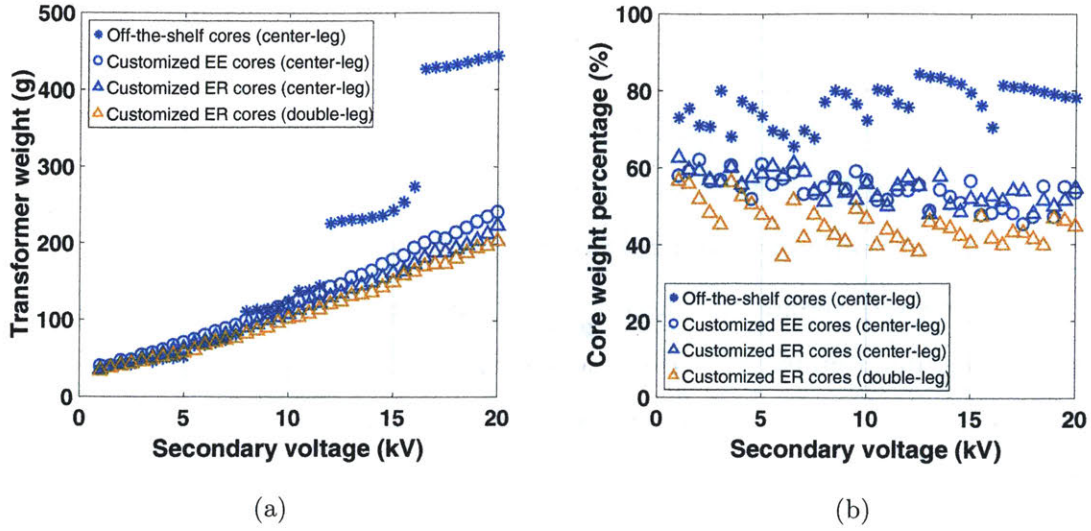 500
400
300
200
100
0
0
5
10
15
20
Transformer weight (g)
Secondary voltage (kV)
Off-the-shelf cores (center-leg)
Customized EE cores (center-leg)
Customized ER cores (center-leg)
Customized ER cores (double-leg)
(a)
100
80
60
40
20
0
0
5
10
15
20
Core weight percentage (%)
Secondary voltage (kV)
Off-the-shelf cores (center-leg)
Customized EE cores (center-leg)
Customized ER cores (center-leg)
Customized ER cores (double-leg)
(b)